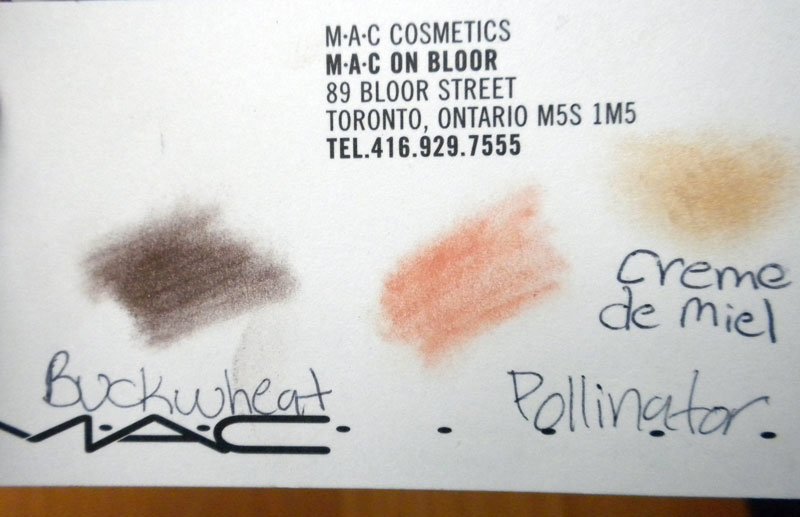 M·A·C COSMETICS
M·A·C ON BLOOR
89 BLOOR STREET
TORONTO, ONTARIO M5S 1M5
TEL.416.929.7555
Creme
de miel
Buckwheat
Pollinator
M·A·C